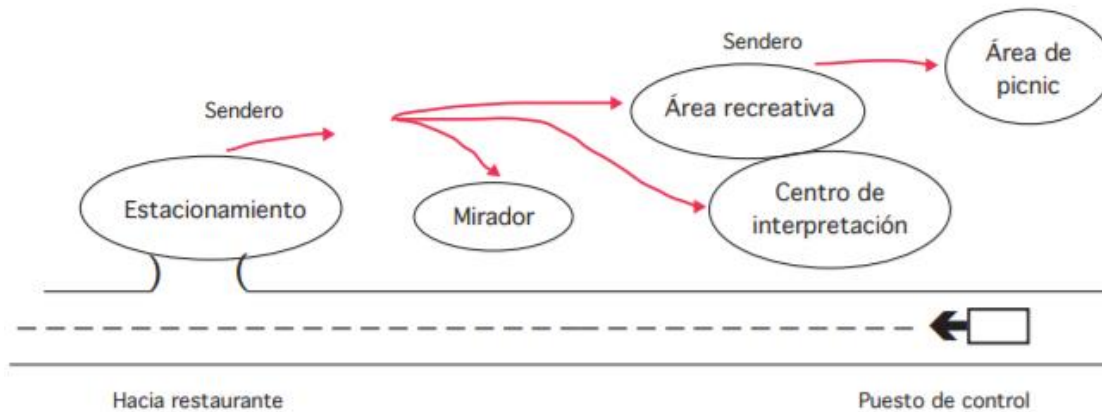 Sendero
Área de
picnic
Sendero
Área recreativa
Estacionamiento
Mirador
Centro de
interpretación
Hacia restaurante
Puesto de control